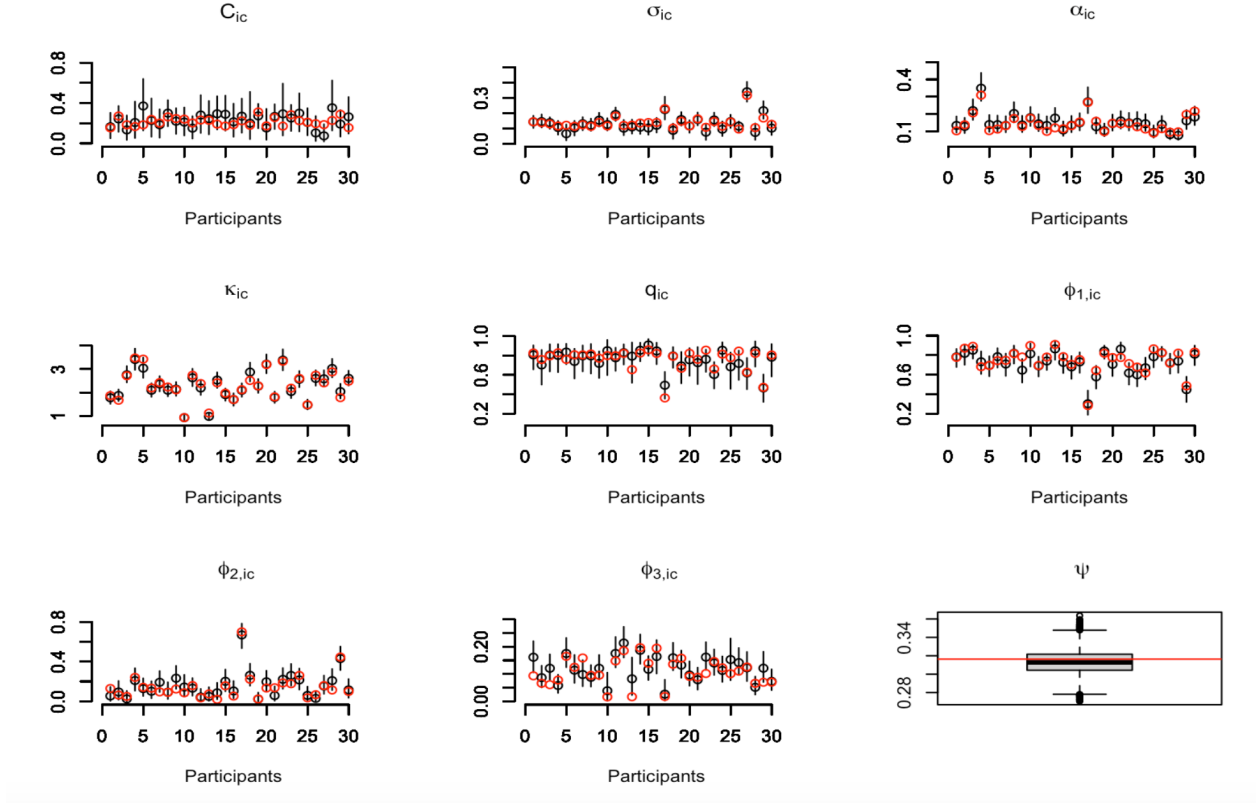 C_ic σ_ic α_ic
0.8
0.4
0.0
0.3
0.0
0.4
0.1
0 5 10 15 20 25 30 0 5 10 15 20 25 30 0 5 10 15 20 25 30
Participants Participants Participants
κ_ic q_ic ϕ_1,ic
3
1
1.0
0.6
0.2
1.0
0.6
0.2
0 5 10 15 20 25 30 0 5 10 15 20 25 30 0 5 10 15 20 25 30
Participants Participants Participants
ϕ_2,ic ϕ_3,ic ψ
0.8
0.4
0.0
0.20
0.00
0.34
0.28
0 5 10 15 20 25 30 0 5 10 15 20 25 30
Participants Participants